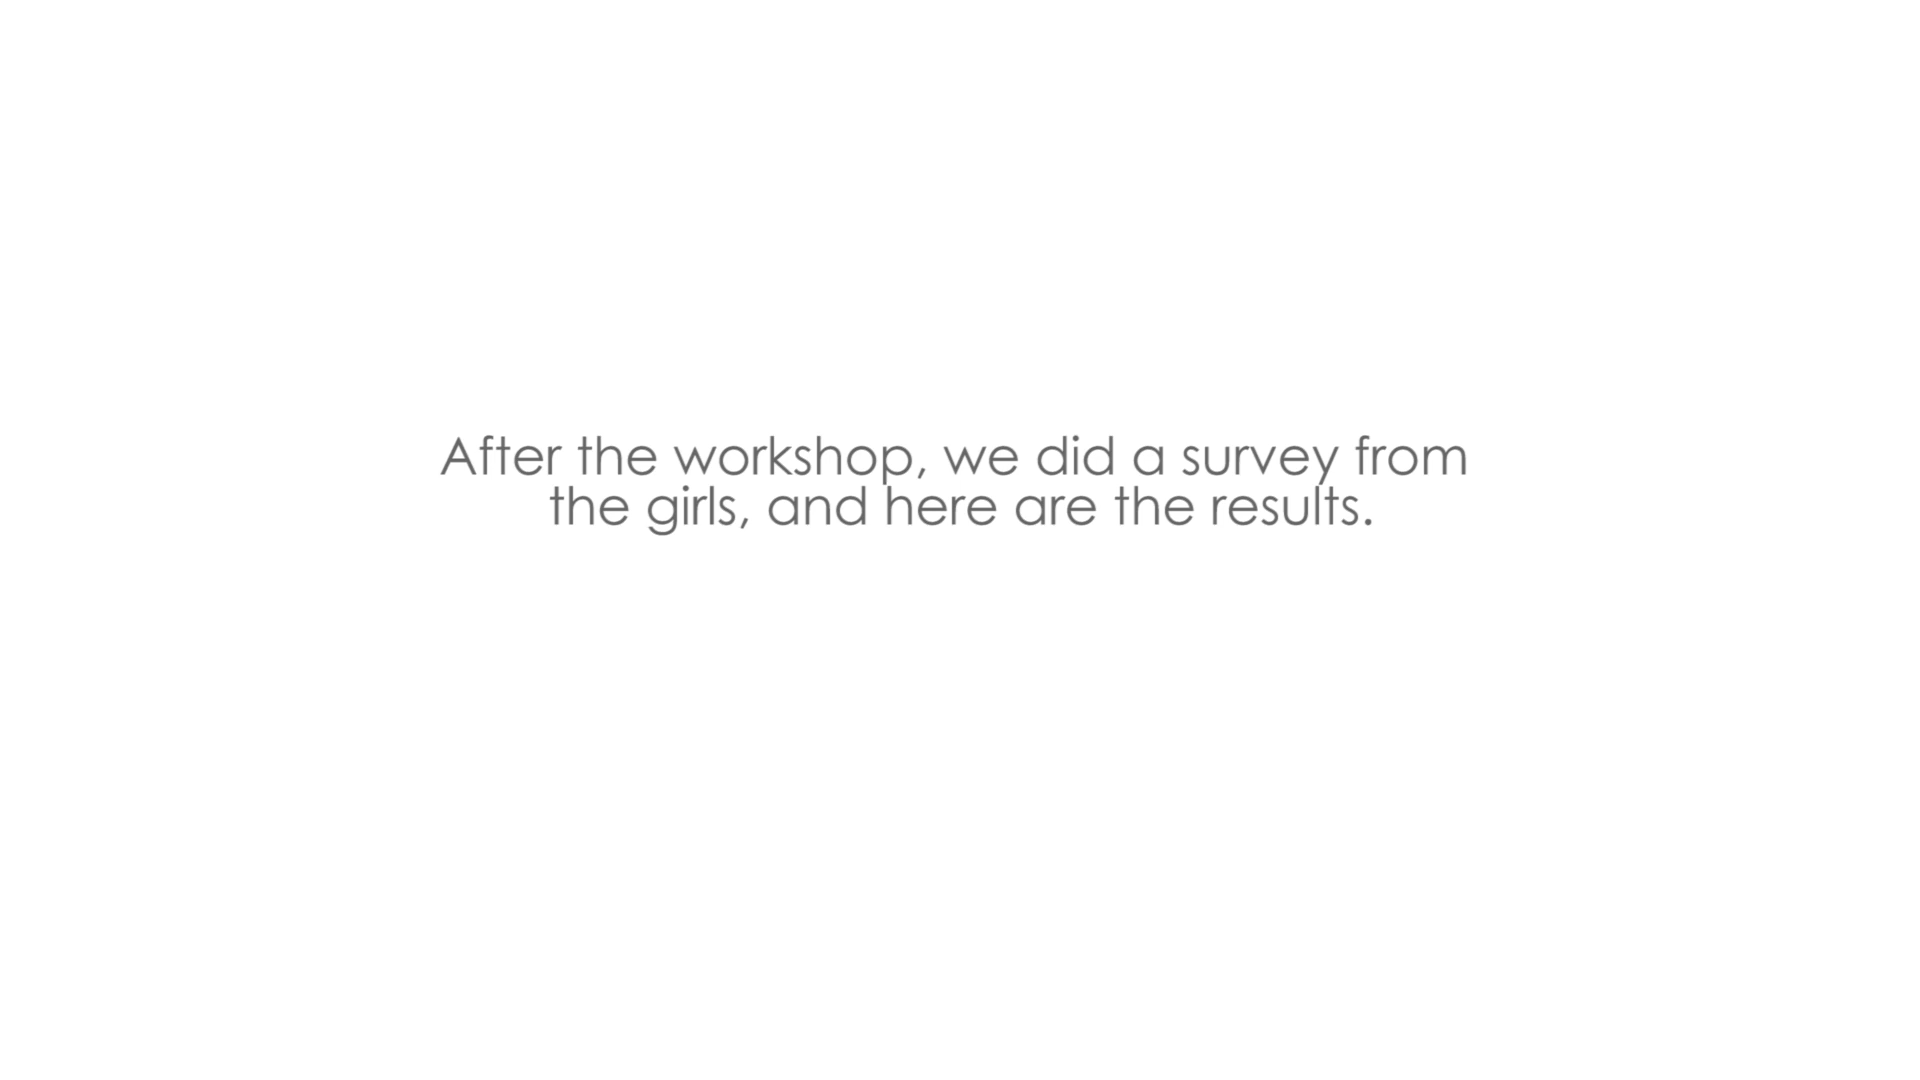 After the workshop, we did a survey from
the girls, and here are the results.